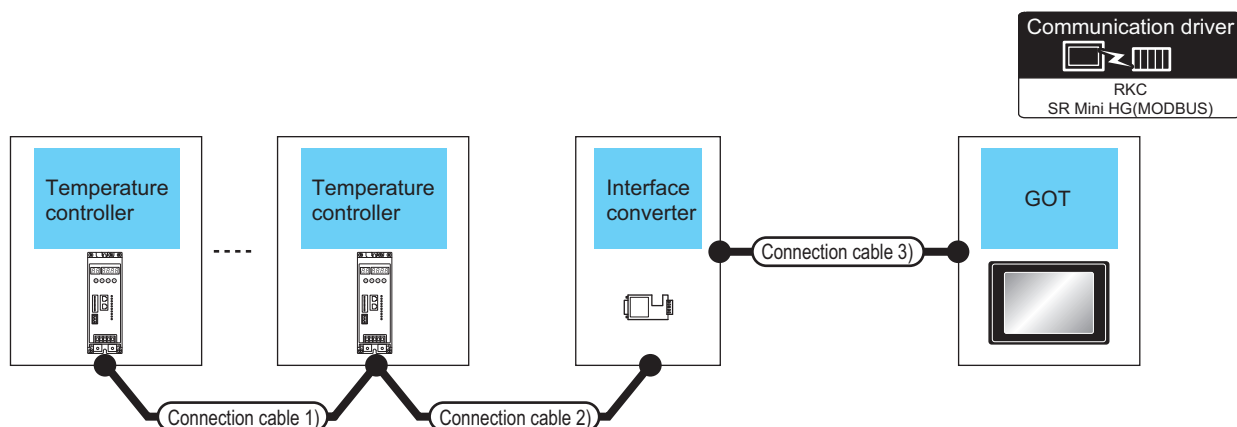 Communication driver
RKC
SR Mini HG(MODBUS)
Temperature
controller
Temperature
controller
Interface
converter
GOT
Connection cable 3)
Connection cable 1)
Connection cable 2)